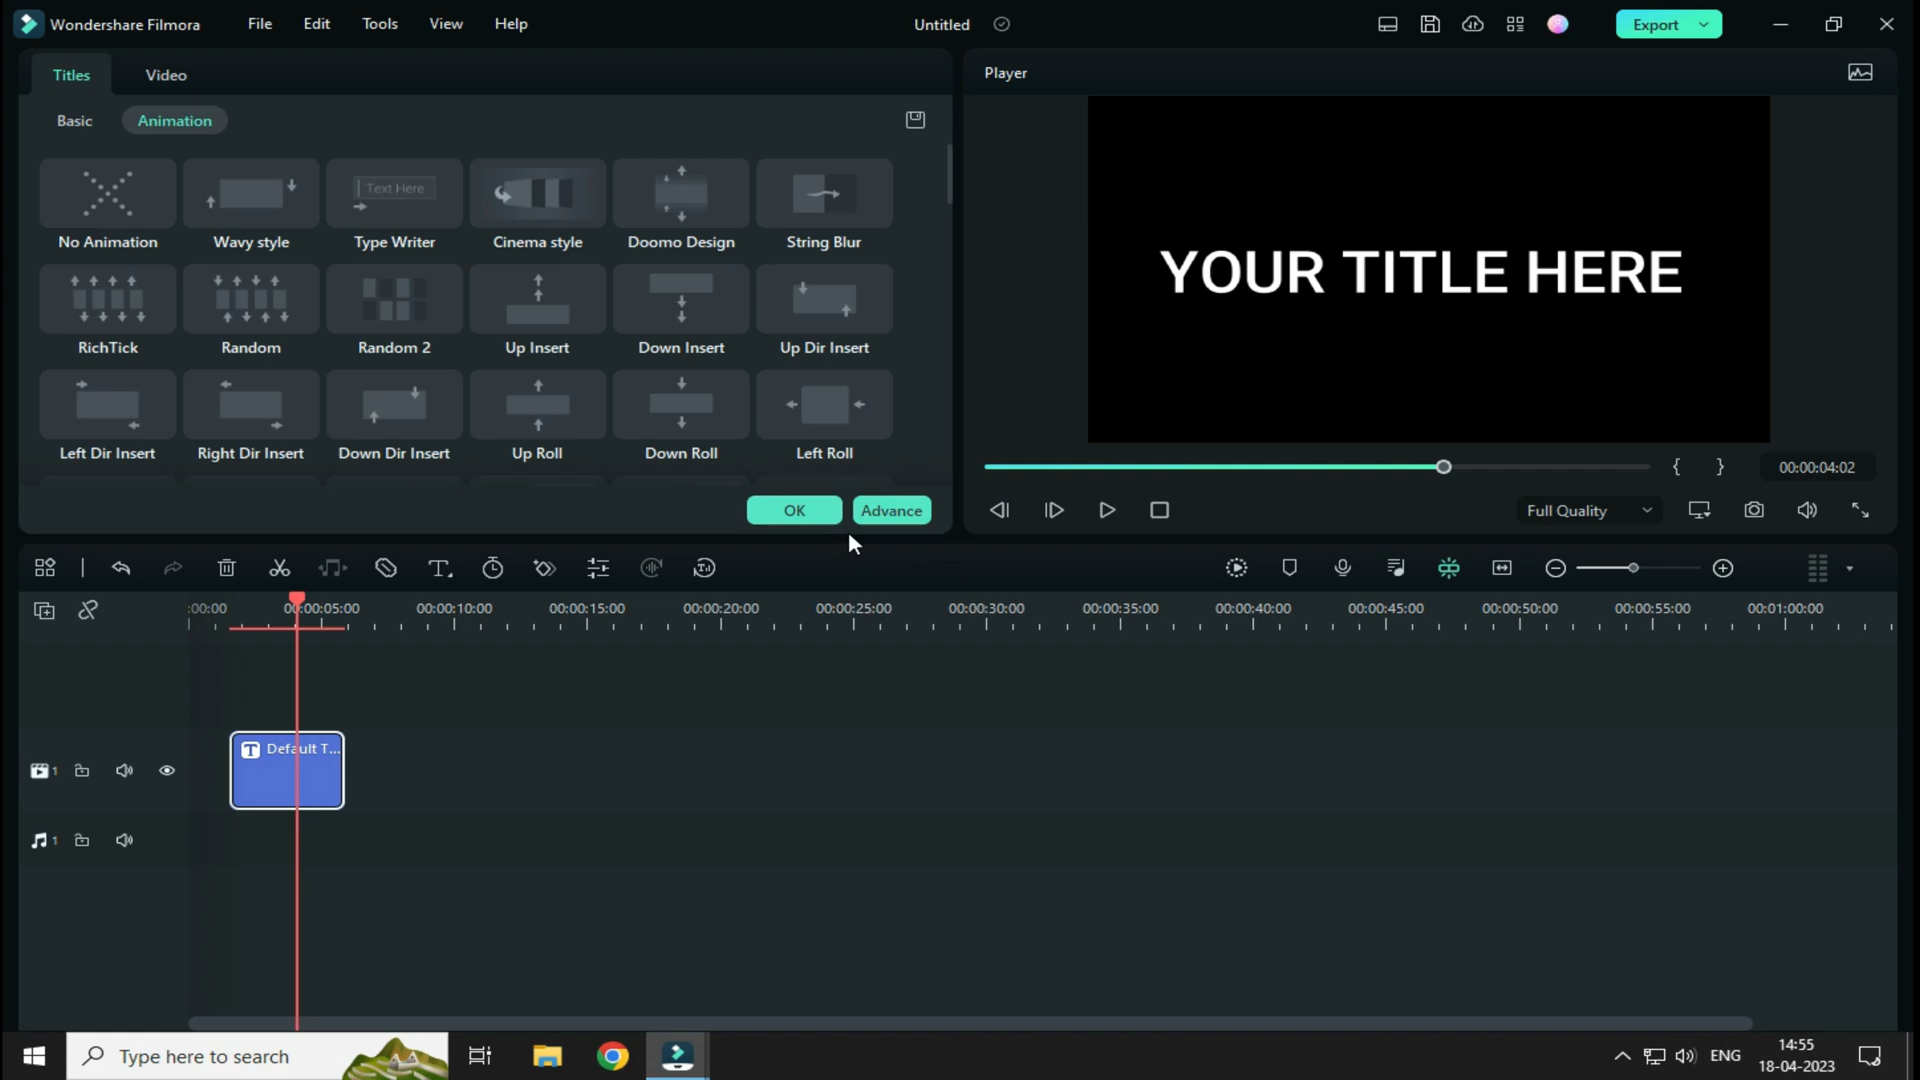 Wondershare Filmora File Edit Tools View Help Untitled Export
Titles Video
Basic Animation
Text Here
No Animation Wavy style Type Writer Cinema style Doomo Design String Blur
RichTick Random Random 2 Up Insert Down Insert Up Dir Insert
Left Dir Insert Right Dir Insert Down Dir Insert Up Roll Down Roll Left Roll
OK Advance
Player
YOUR TITLE HERE
{ } 00:00:04:02
Full Quality
:00:00 00:00:05:00 00:00:10:00 00:00:15:00 00:00:20:00 00:00:25:00 00:00:30:00 00:00:35:00 00:00:40:00 00:00:45:00 00:00:50:00 00:00:55:00 00:01:00:00
T Default T...
1
1
Type here to search
ENG
14:55
18-04-2023